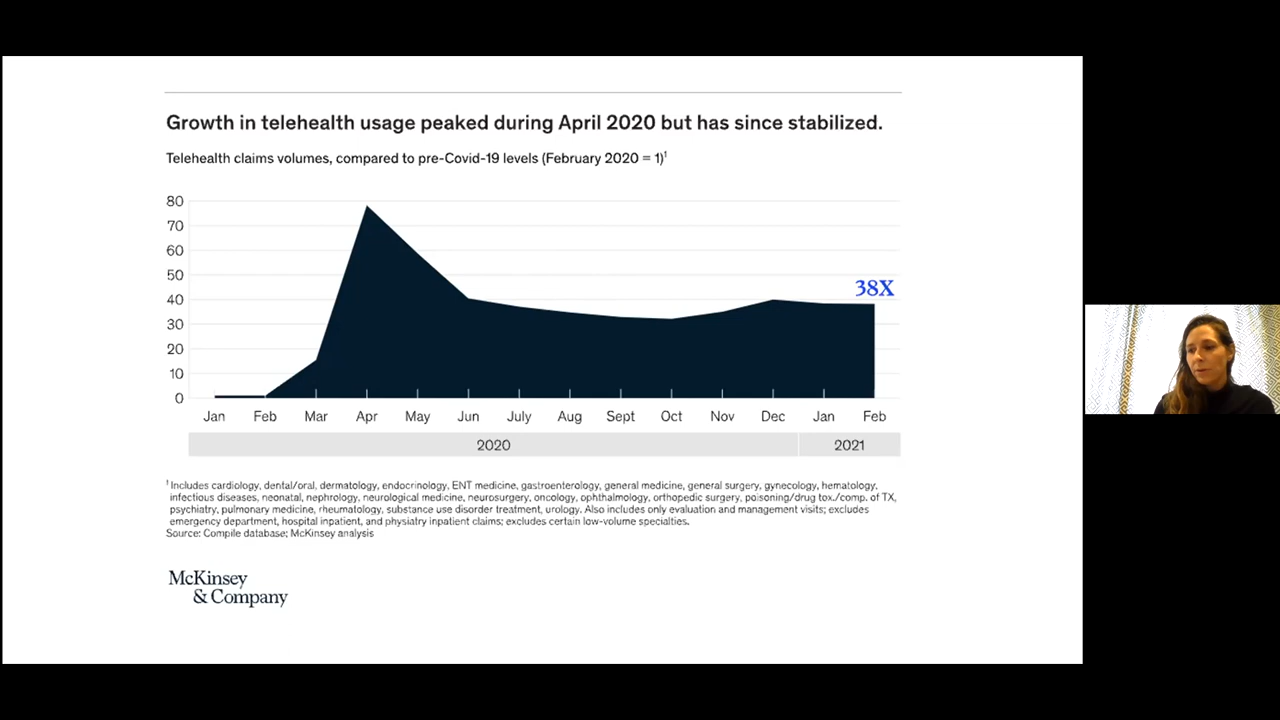 Growth in telehealth usage peaked during April 2020 but has since stabilized.
Telehealth claims volumes, compared to pre-Covid-19 levels (February 2020 = 1)¹
80
70
60
50
40
30
20
10
0
38X
Jan Feb Mar Apr May Jun July Aug Sept Oct Nov Dec Jan Feb
2020 2021
¹ Includes cardiology, dental/oral, dermatology, endocrinology, ENT medicine, gastroenterology, general medicine, general surgery, gynecology, hematology,
infectious diseases, neonatal, nephrology, neurological medicine, neurosurgery, oncology, ophthalmology, orthopedic surgery, poisoning/drug tox./comp. of TX,
psychiatry, pulmonary medicine, rheumatology, substance use disorder treatment, urology. Also includes only evaluation and management visits; excludes
emergency department, hospital inpatient, and physiatry inpatient claims; excludes certain low-volume specialties.
Source: Compile database; McKinsey analysis
McKinsey
& Company